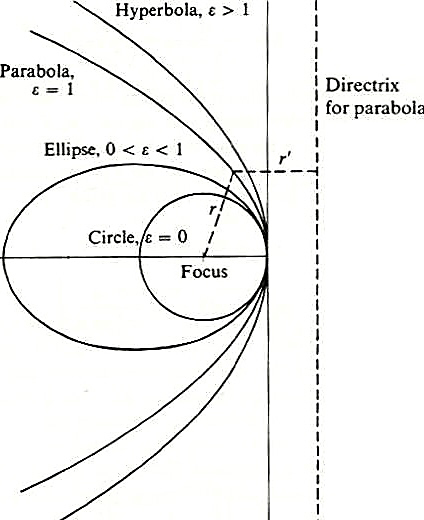 Hyperbola, ε > 1
Parabola,
ε = 1
Directrix
for parabola
Ellipse, 0 < ε < 1
r′
r
Circle, ε = 0
Focus